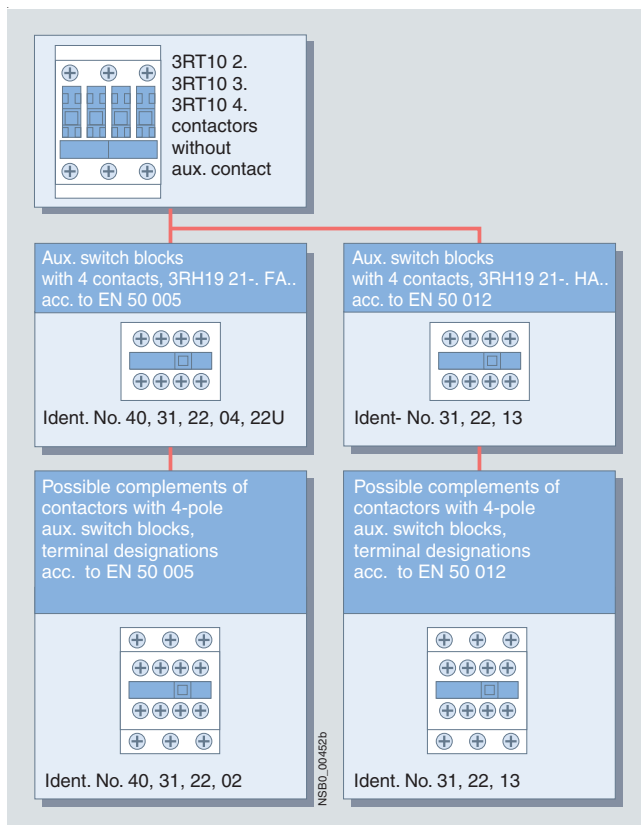 3RT10 2.
3RT10 3.
3RT10 4.
contactors
without
aux. contact
Aux. switch blocks
with 4 contacts, 3RH19 21-. FA..
acc. to EN 50 005
Ident. No. 40, 31, 22, 04, 22U
Possible complements of
contactors with 4-pole
aux. switch blocks,
terminal designations
acc. to EN 50 005
Ident. No. 40, 31, 22, 02
Aux. switch blocks
with 4 contacts, 3RH19 21-. HA..
acc. to EN 50 012
Ident- No. 31, 22, 13
Possible complements of
contactors with 4-pole
aux. switch blocks,
terminal designations
acc. to EN 50 012
Ident. No. 31, 22, 13
NSB0_00452b